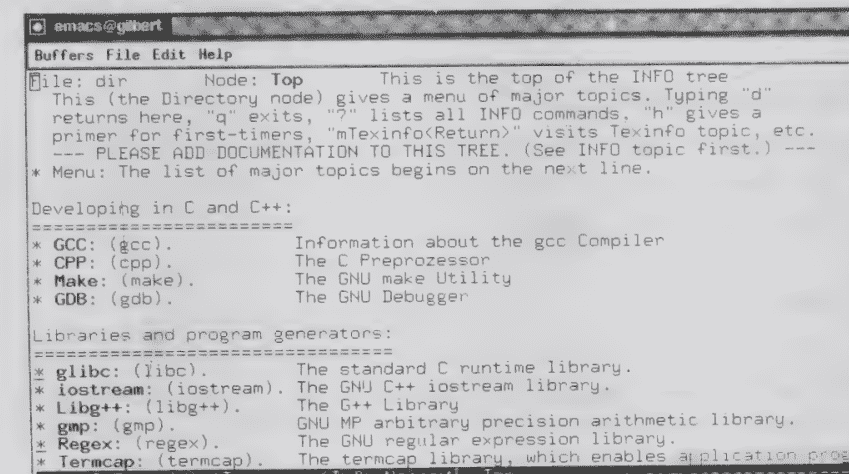 emacs@gilbert
Buffers File Edit Help
File: dir Node: Top This is the top of the INFO tree
This (the Directory node) gives a menu of major topics. Typing "d"
returns here, "q" exits, "?" lists all INFO commands, "h" gives a
primer for first-timers, "mTexinfo<Return>" visits Texinfo topic, etc.
--- PLEASE ADD DOCUMENTATION TO THIS TREE. (See INFO topic first.) ---
* Menu: The list of major topics begins on the next line.
Developing in C and C++:
========================
* GCC: (gcc). Information about the gcc Compiler
* CPP: (cpp). The C Preprozessor
* Make: (make). The GNU make Utility
* GDB: (gdb). The GNU Debugger
Libraries and program generators:
=================================
* glibc: (libc). The standard C runtime library.
* iostream: (iostream). The GNU C++ iostream library.
* Libg++: (libg++). The G++ Library
* gmp: (gmp). GNU MP arbitrary precision arithmetic library.
* Regex: (regex). The GNU regular expression library.
* Termcap: (termcap). The termcap library, which enables application prog